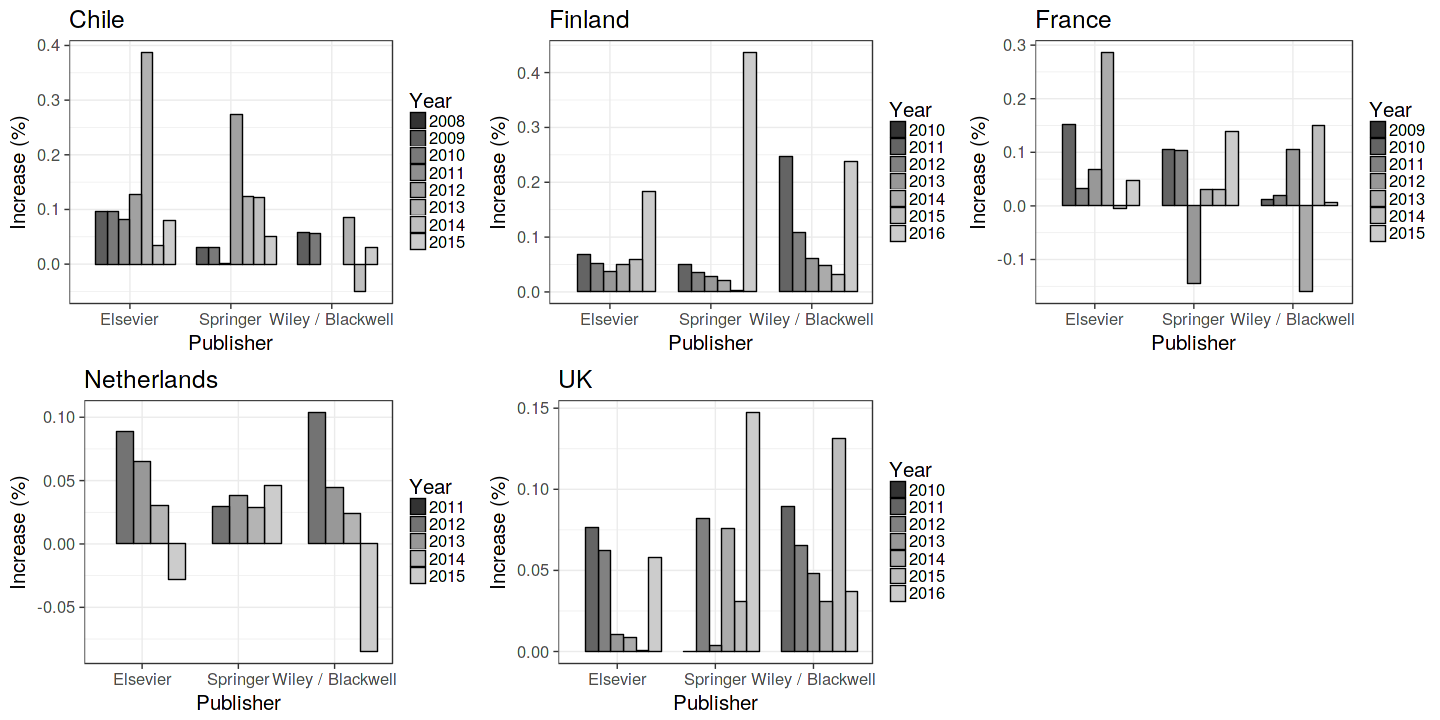 Chile
Increase (%)
0.4
0.3
0.2
0.1
0.0
Elsevier Springer Wiley / Blackwell
Publisher
Year
2008
2009
2010
2011
2012
2013
2014
2015
Finland
Increase (%)
0.4
0.3
0.2
0.1
0.0
Elsevier Springer Wiley / Blackwell
Publisher
Year
2010
2011
2012
2013
2014
2015
2016
France
Increase (%)
0.3
0.2
0.1
0.0
-0.1
Elsevier Springer Wiley / Blackwell
Publisher
Year
2009
2010
2011
2012
2013
2014
2015
Netherlands
Increase (%)
0.10
0.05
0.00
-0.05
Elsevier Springer Wiley / Blackwell
Publisher
Year
2011
2012
2013
2014
2015
UK
Increase (%)
0.15
0.10
0.05
0.00
Elsevier Springer Wiley / Blackwell
Publisher
Year
2010
2011
2012
2013
2014
2015
2016